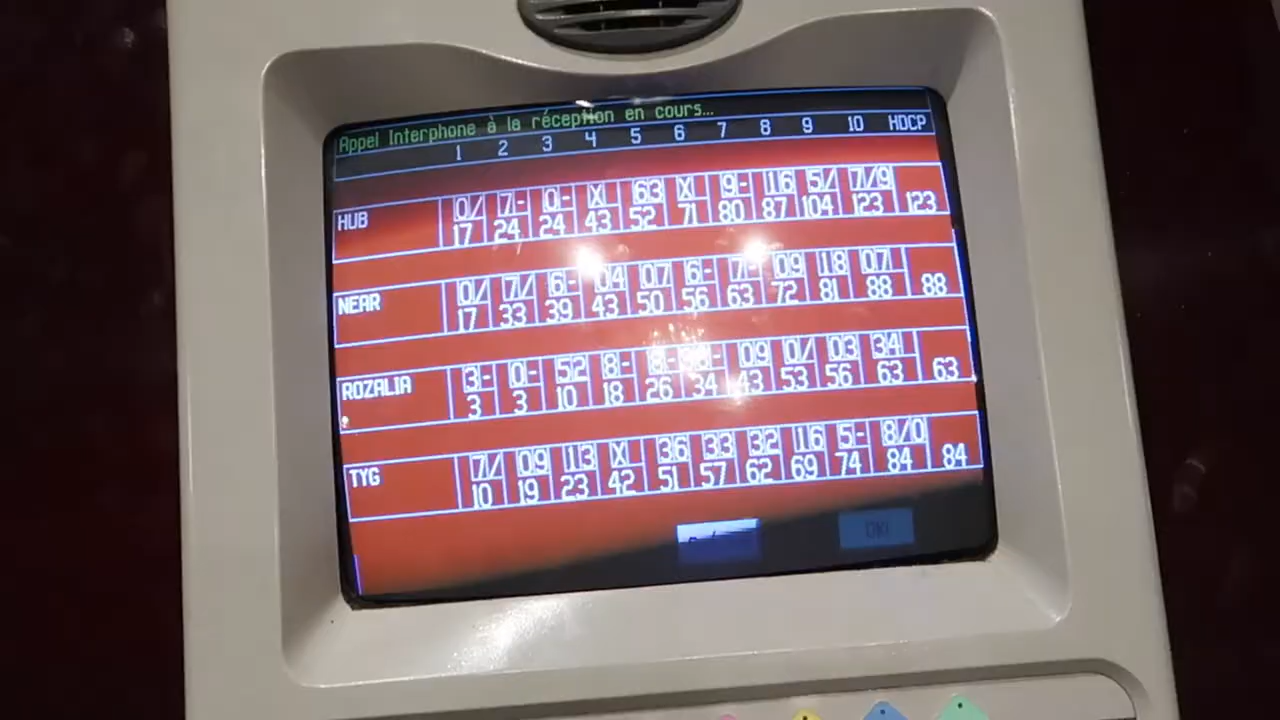 Appel Interphone à la réception en cours...
1 2 3 4 5 6 7 8 9 10 HDCP
HUB 0/ 7- 0- X 63 X 9- 16 5/ 7/9
17 24 24 43 52 71 80 87 104 123 123
NEAR 0/ 7/ 6- 04 07 6- 7- 09 18 07
17 33 39 43 50 56 63 72 81 88 88
ROZALIA 3- 0- 52 8- 8- 09 0/ 03 34
3 3 10 18 26 34 43 53 56 63 63
TYG 7/ 09 13 X 36 33 32 16 5- 8/0
10 19 23 42 51 57 62 69 74 84 84
OK!